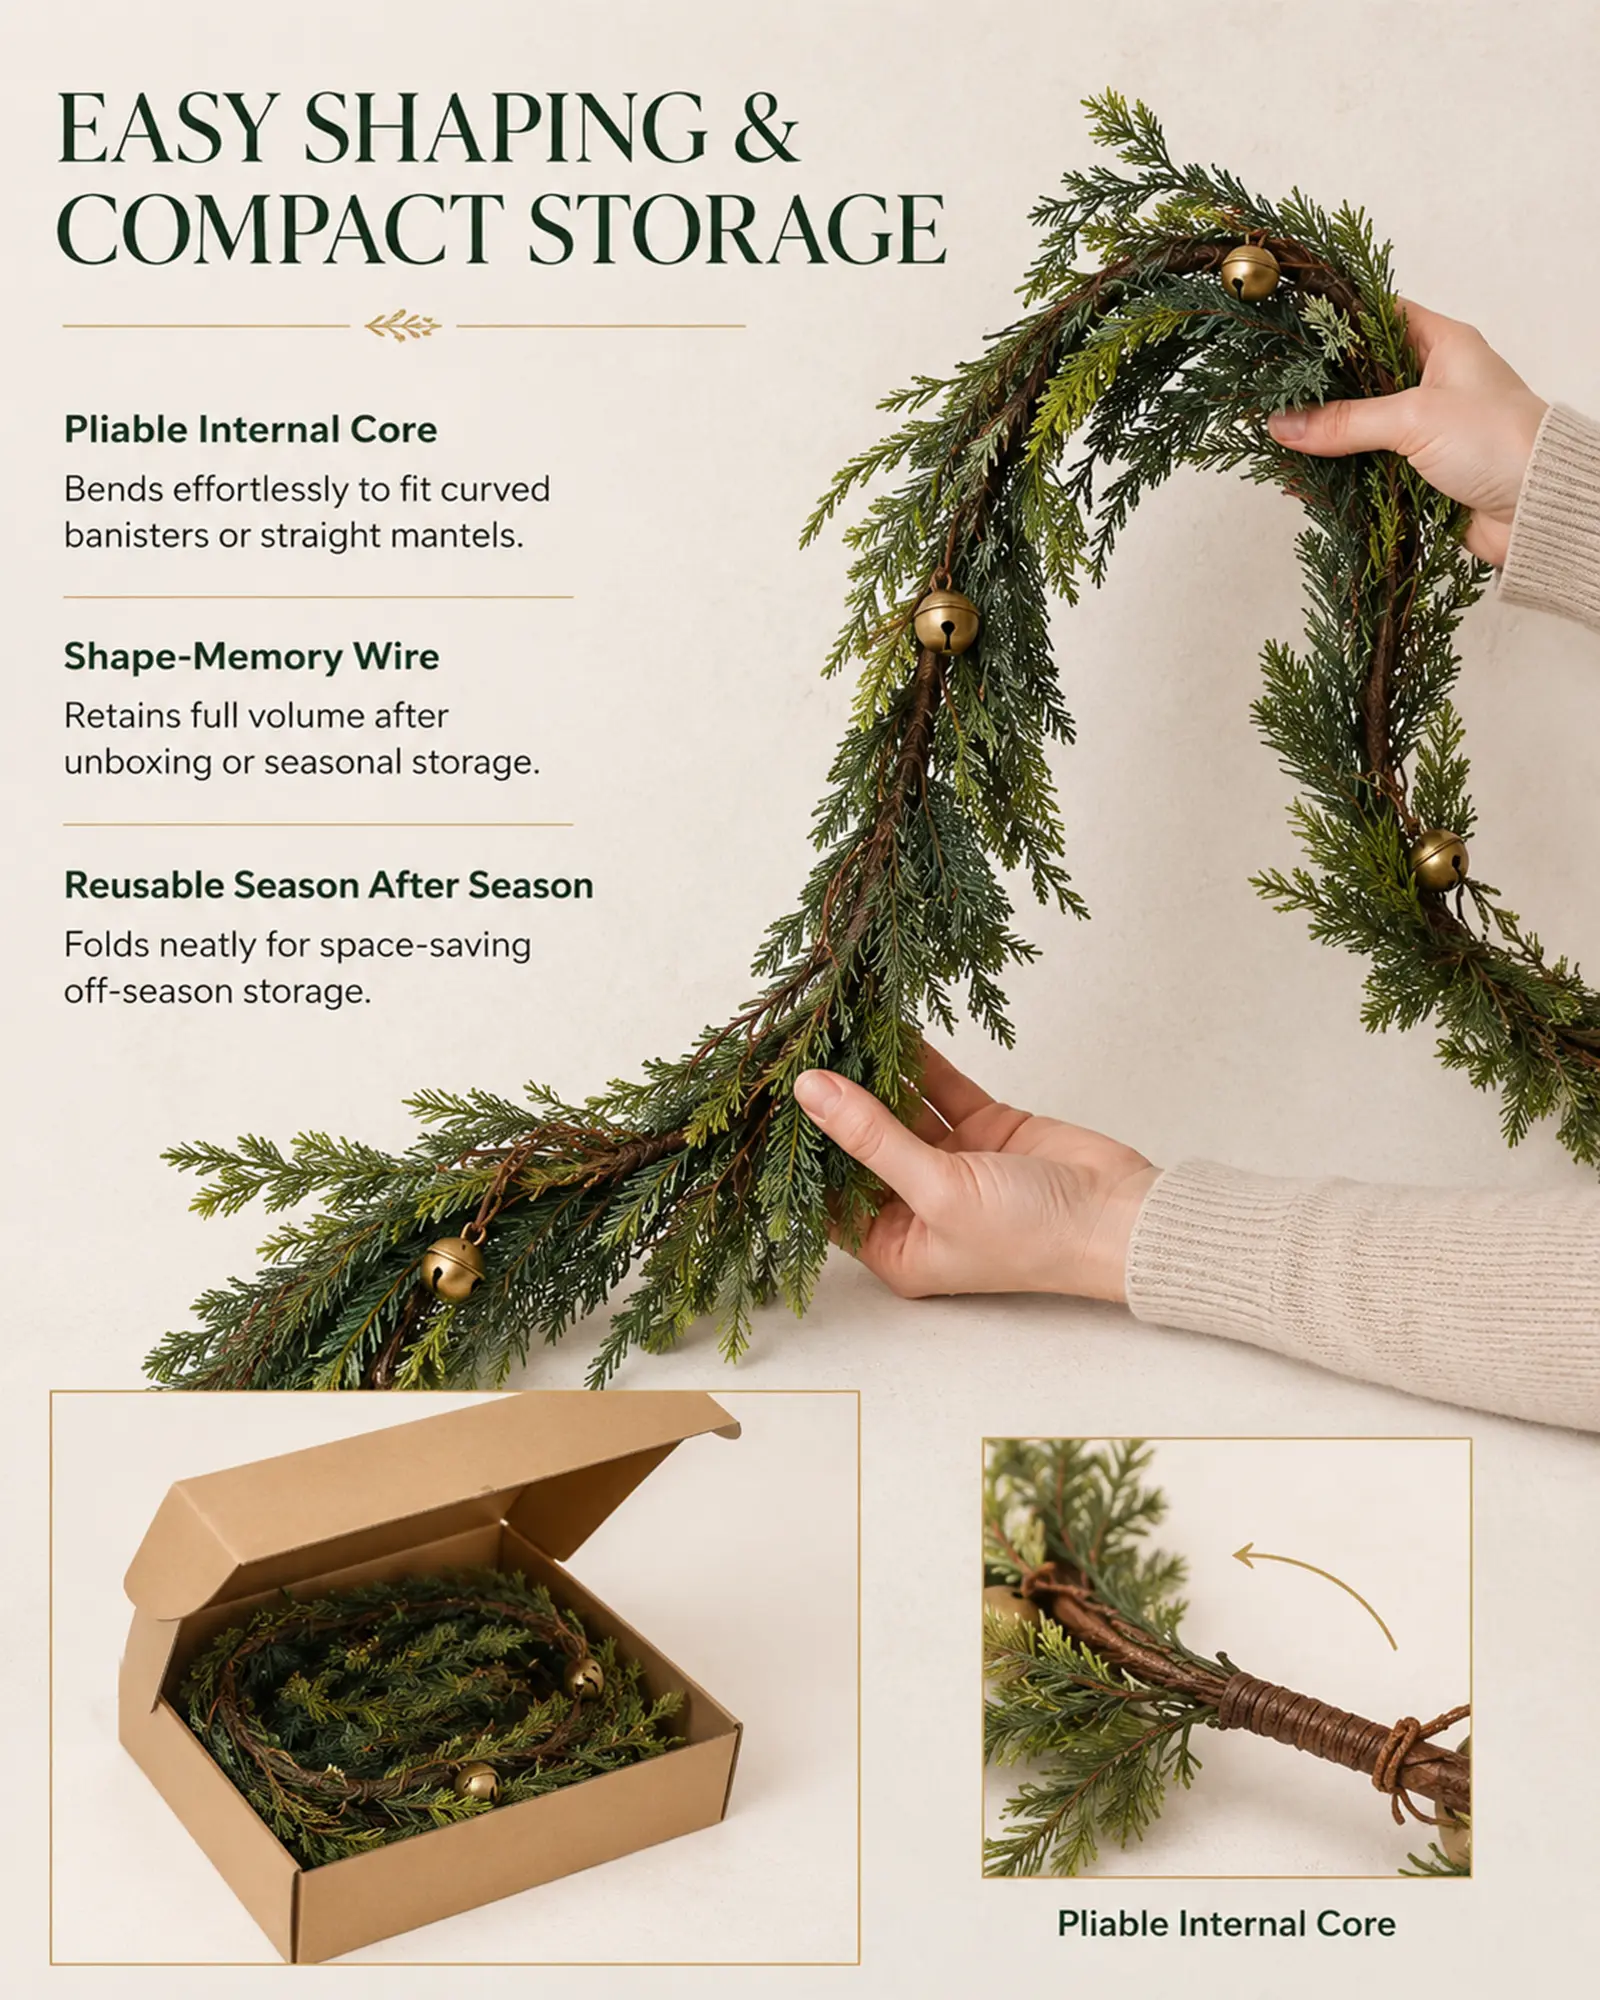 EASY SHAPING &
COMPACT STORAGE
Pliable Internal Core
Bends effortlessly to fit curved
banisters or straight mantels.
Shape-Memory Wire
Retains full volume after
unboxing or seasonal storage.
Reusable Season After Season
Folds neatly for space-saving
off-season storage.
Pliable Internal Core